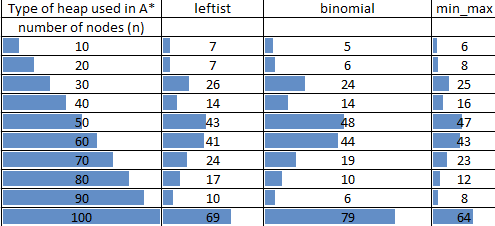 Type of heap used in A* leftist binomial min_max
number of nodes (n)
10 7 5 6
20 7 6 8
30 26 24 25
40 14 14 16
50 43 48 47
60 41 44 43
70 24 19 23
80 17 10 12
90 10 6 8
100 69 79 64